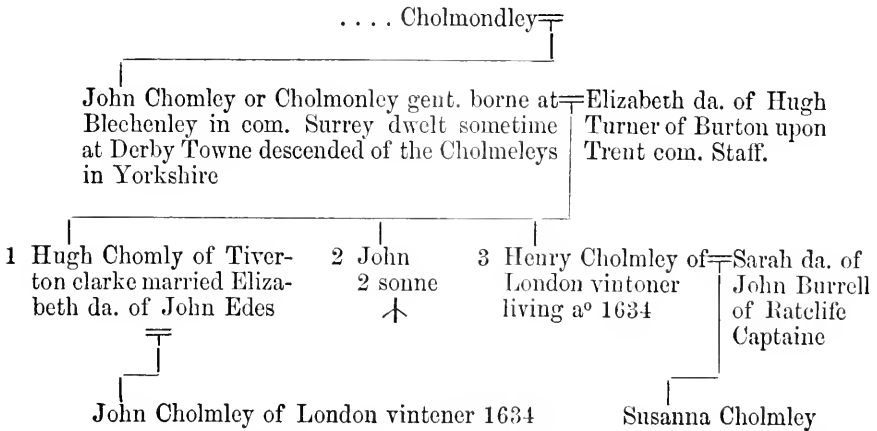 .... Cholmondley
John Chomley or Cholmonley gent. borne at
Blechenley in com. Surrey dwelt sometime
at Derby Towne descended of the Cholmeleys
in Yorkshire
Elizabeth da. of Hugh
Turner of Burton upon
Trent com. Staff.
1 Hugh Chomly of Tiver-
ton clarke married Eliza-
beth da. of John Edes
2 John
2 sonne
3 Henry Cholmley of
London vintoner
living aº 1634
Sarah da. of
John Burrell
of Ratclife
Captaine
John Cholmley of London vintener 1634
Susanna Cholmley